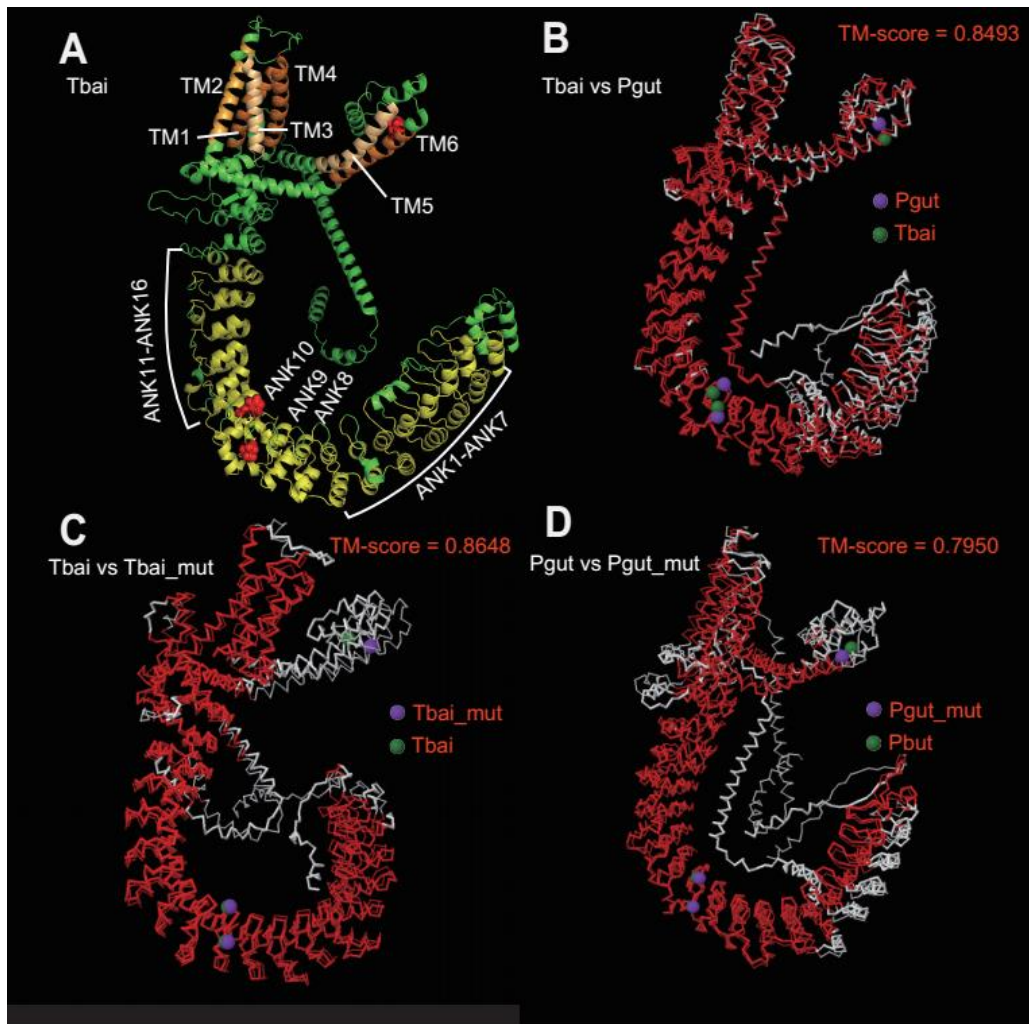 A
Tbai
TM2
TM4
TM1
TM3
TM6
TM5
ANK11-ANK16
ANK10
ANK9
ANK8
ANK1-ANK7
B
TM-score = 0.8493
Tbai vs Pgut
Pgut
Tbai
C
TM-score = 0.8648
Tbai vs Tbai_mut
Tbai_mut
Tbai
D
TM-score = 0.7950
Pgut vs Pgut_mut
Pgut_mut
Pbut